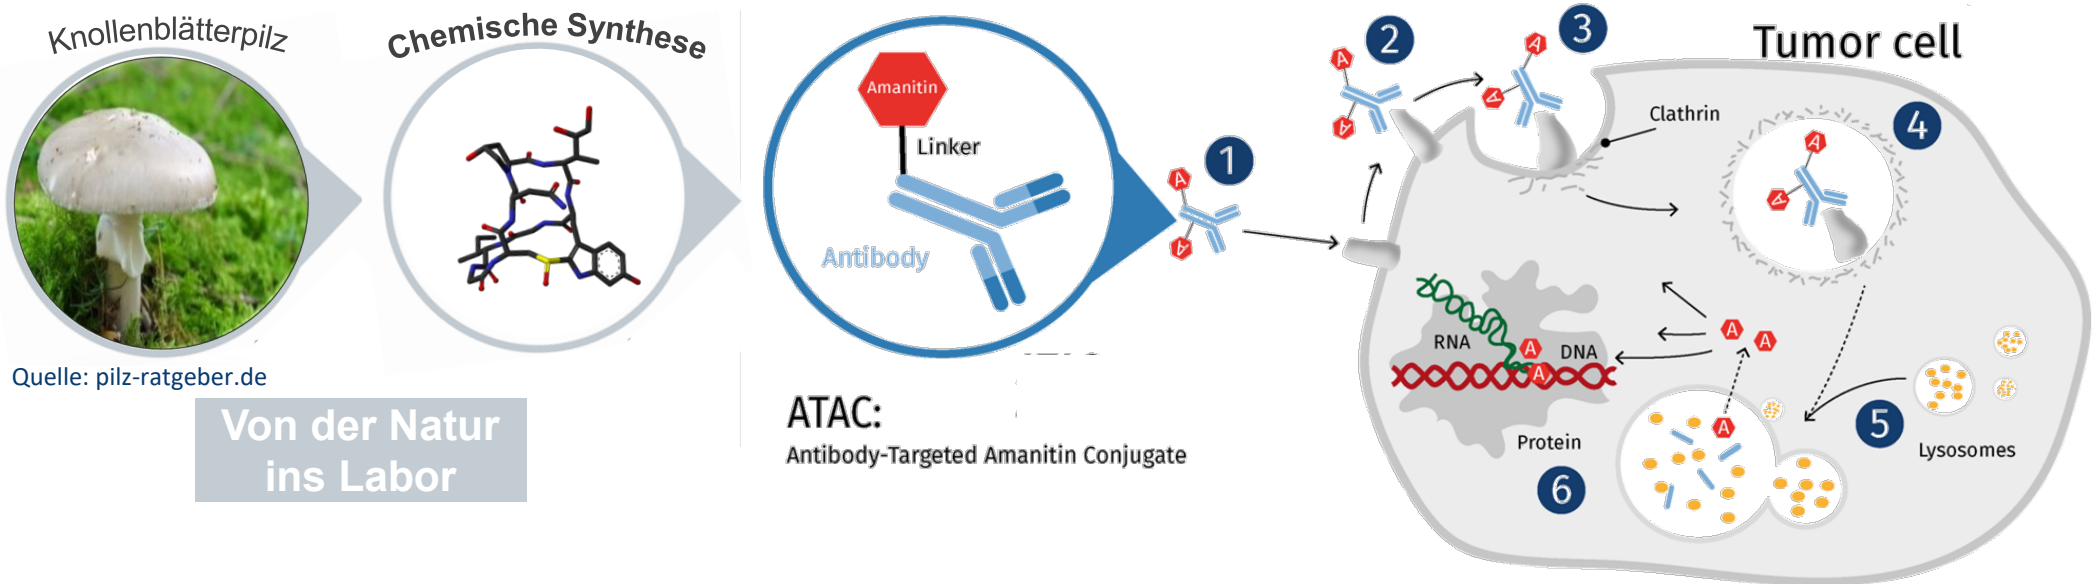 Knollenblätterpilz
Quelle: pilz-ratgeber.de
Von der Natur
ins Labor
Chemische Synthese
Amanitin
Linker
Antibody
ATAC:
Antibody-Targeted Amanitin Conjugate
A
A
1
A
A
2
A
A
3
Tumor cell
Clathrin
A
A
4
RNA
DNA
A
A
A
A
A
Protein
6
5
Lysosomes